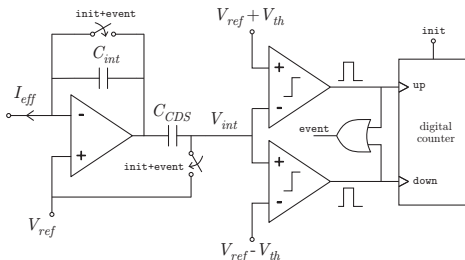 init+event
C_int
I_eff
-
+
V_ref
C_CDS
init+event
V_int
V_ref + V_th
+
-
event
+
-
V_ref - V_th
init
up
digital
counter
down